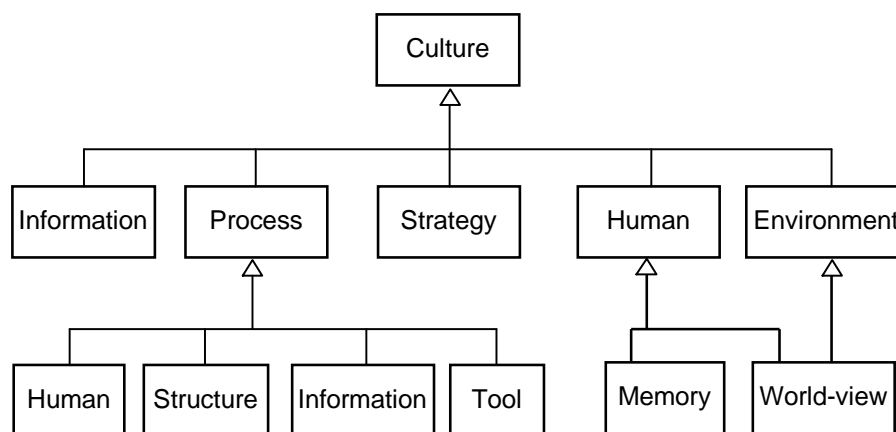 Culture
Information Process Strategy Human Environment
Human Structure Information Tool Memory World-view